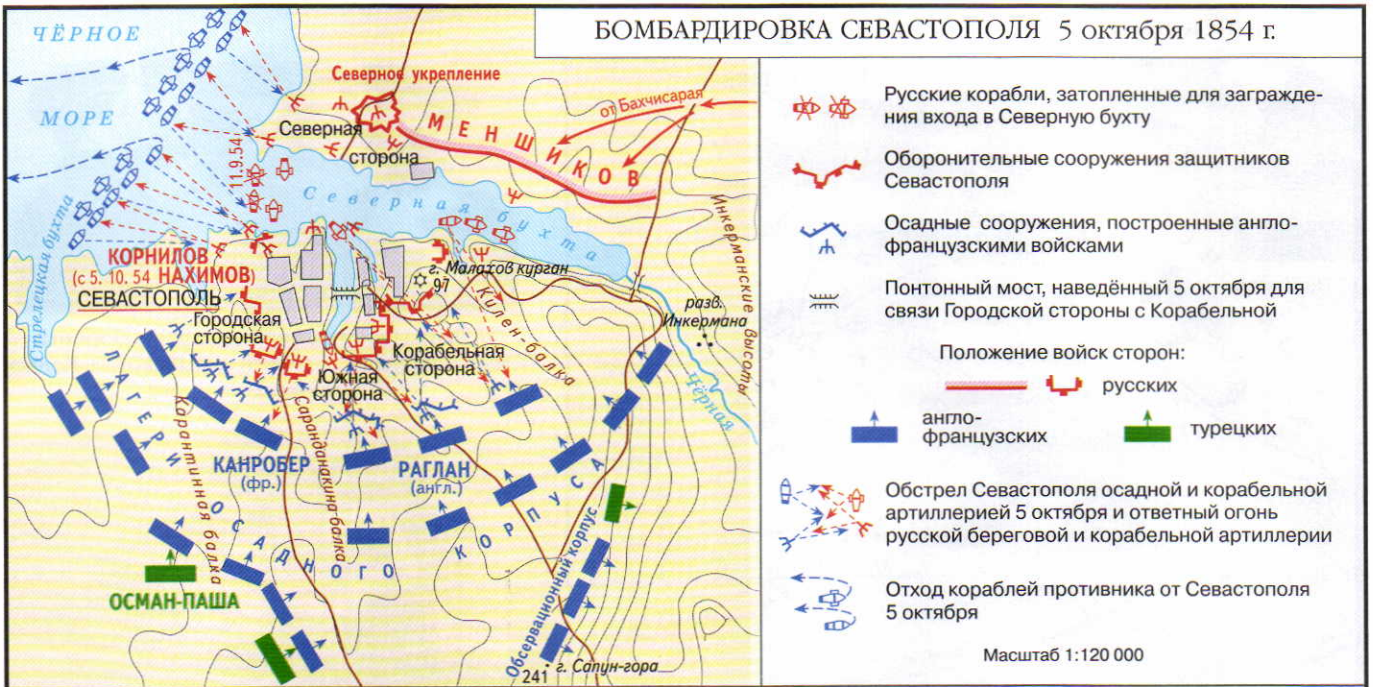 БОМБАРДИРОВКА СЕВАСТОПОЛЯ 5 октября 1854 г.
ЧЁРНОЕ
МОРЕ
Северное укрепление
от Бахчисарая
МЕНШИКОВ
Северная
сторона
11.9.54
Северная бухта
Стрелецкая бухта
КОРНИЛОВ
(с 5. 10. 54 НАХИМОВ)
СЕВАСТОПОЛЬ
Городская
сторона
г. Малахов курган
97
Килен-балка
Инкерманские высоты
разв.
Инкермана
Чёрная
Корабельная
сторона
Южная
сторона
ЛАГЕРИ ОСАДНОГО КОРПУСА
Карантинная балка
Сарандинакина балка
КАНРОБЕР
(фр.)
РАГЛАН
(англ.)
ОСМАН-ПАША
Обсервационный корпус
241
г. Сапун-гора
Русские корабли, затопленные для загражде-
ния входа в Северную бухту
Оборонительные сооружения защитников
Севастополя
Осадные сооружения, построенные англо-
французскими войсками
Понтонный мост, наведённый 5 октября для
связи Городской стороны с Корабельной
Положение войск сторон:
русских
англо-
французских
турецких
Обстрел Севастополя осадной и корабельной
артиллерией 5 октября и ответный огонь
русской береговой и корабельной артиллерии
Отход кораблей противника от Севастополя
5 октября
Масштаб 1:120 000